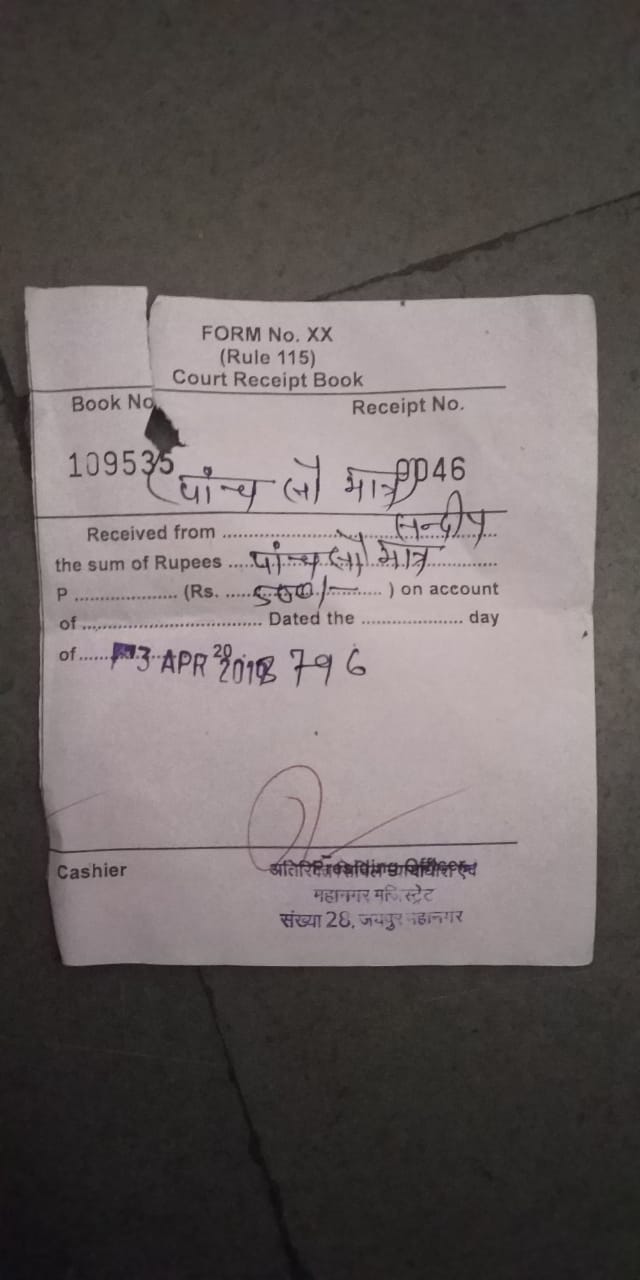 FORM No. XX
(Rule 115)
Court Receipt Book
Book No Receipt No.
109535 0046
(पांच सौ मात्र)
Received from ........ सन्दीप
the sum of Rupees .... पांच सौ मात्र ........
P .................. (Rs. ..... 500/- ........ ) on account
of ................................ Dated the .................. day
of...... 3 APR 2018 796
Cashier Presiding Officer
महानगर मजिस्ट्रेट
संख्या 28, जयपुर महानगर